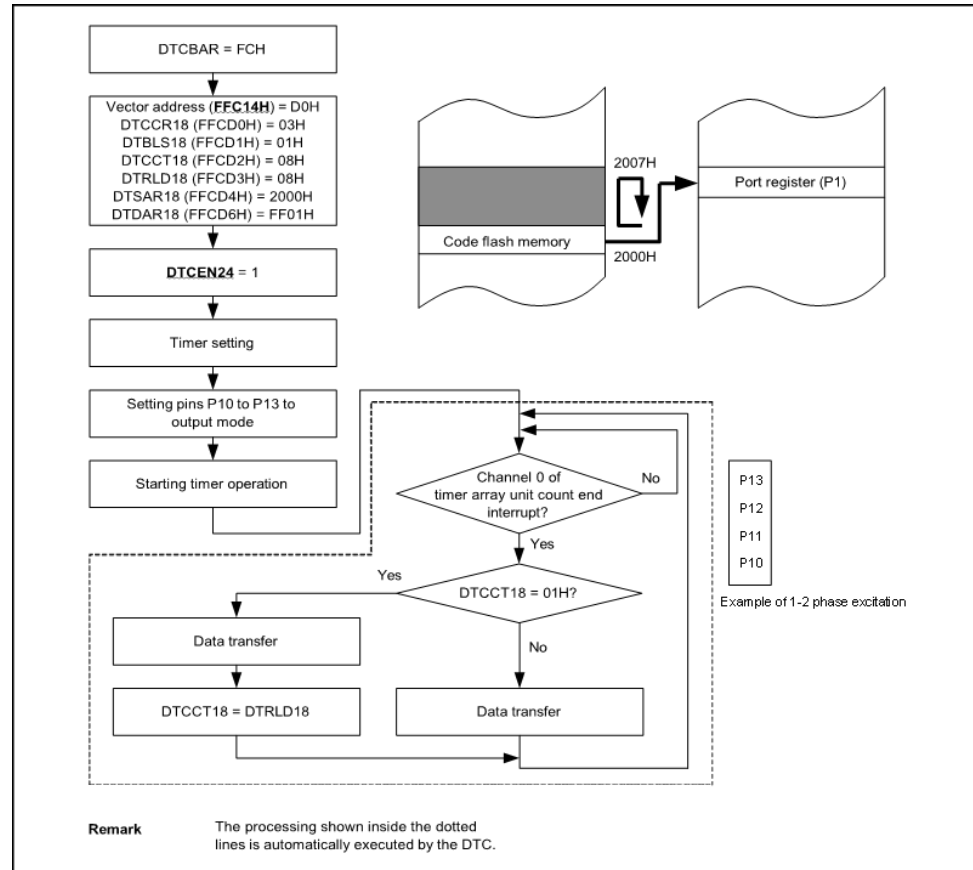 DTCBAR = FCH
Vector address (FFC14H) = D0H
DTCCR18 (FFCD0H) = 03H
DTBLS18 (FFCD1H) = 01H
DTCCT18 (FFCD2H) = 08H
DTRLD18 (FFCD3H) = 08H
DTSAR18 (FFCD4H) = 2000H
DTDAR18 (FFCD6H) = FF01H
DTCEN24 = 1
Timer setting
Setting pins P10 to P13 to
output mode
Starting timer operation
2007H
Port register (P1)
Code flash memory
2000H
Channel 0 of
timer array unit count end
interrupt?
No
Yes
DTCCT18 = 01H?
Yes
No
Data transfer
DTCCT18 = DTRLD18
Data transfer
P13
P12
P11
P10
Example of 1-2 phase excitation
Remark The processing shown inside the dotted
lines is automatically executed by the DTC.